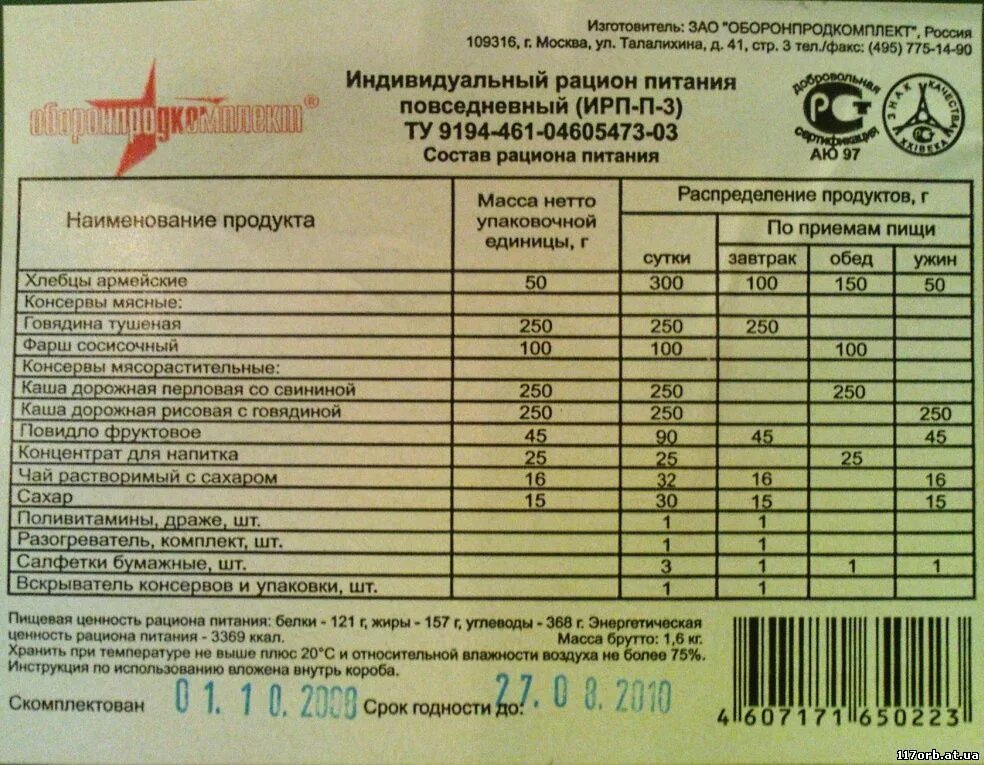 Изготовитель: ЗАО "ОБОРОНПРОДКОМПЛЕКТ", Россия
109316, г. Москва, ул. Талалихина, д. 41, стр. 3 тел./факс: (495) 775-14-90
оборонпродкомплект®
Индивидуальный рацион питания
повседневный (ИРП-П-3)
ТУ 9194-461-04605473-03
Состав рациона питания
добровольная
РСТ
сертификация
АЮ 97
ЗНАК КАЧЕСТВА
XXI ВЕКА
Наименование продукта
Масса нетто
упаковочной
единицы, г
Распределение продуктов, г
сутки
По приемам пищи
завтрак обед ужин
Хлебцы армейские 50 300 100 150 50
Консервы мясные:
Говядина тушеная 250 250 250
Фарш сосисочный 100 100 100
Консервы мясорастительные:
Каша дорожная перловая со свининой 250 250 250
Каша дорожная рисовая с говядиной 250 250 250
Повидло фруктовое 45 90 45 45
Концентрат для напитка 25 25 25
Чай растворимый с сахаром 16 32 16 16
Сахар 15 30 15 15
Поливитамины, драже, шт. 1 1
Разогреватель, комплект, шт. 1 1
Салфетки бумажные, шт. 3 1 1 1
Вскрыватель консервов и упаковки, шт. 1 1
Пищевая ценность рациона питания: белки - 121 г, жиры - 157 г, углеводы - 368 г. Энергетическая
ценность рациона питания - 3369 ккал. Масса брутто: 1,6 кг.
Хранить при температуре не выше плюс 20°С и относительной влажности воздуха не более 75%.
Инструкция по использованию вложена внутрь короба.
Скомплектован 01.10.2008 Срок годности до: 27.08.2010
4 607171 650223
117orb.at.ua